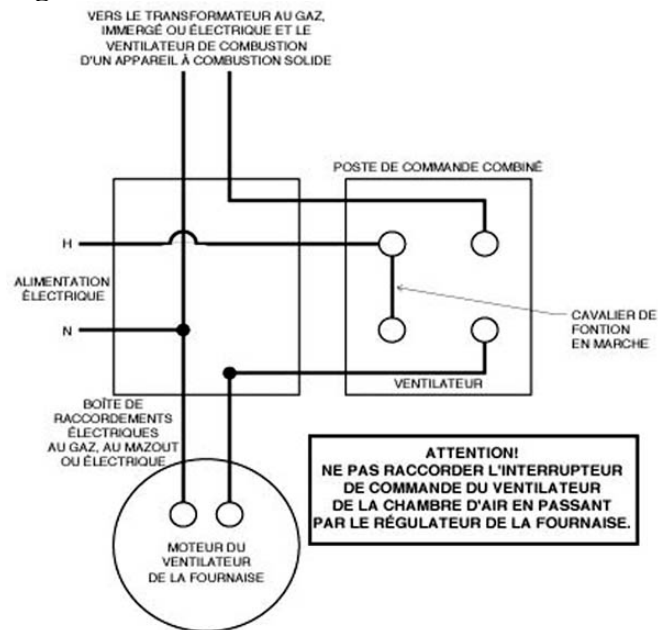 VERS LE TRANSFORMATEUR AU GAZ,
IMMERGÉ OU ÉLECTRIQUE ET LE
VENTILATEUR DE COMBUSTION
D'UN APPAREIL À COMBUSTION SOLIDE
POSTE DE COMMANDE COMBINÉ
H
ALIMENTATION
ÉLECTRIQUE
N
CAVALIER DE
FONTION
EN MARCHE
VENTILATEUR
BOÎTE DE
RACCORDEMENTS
ÉLECTRIQUES
AU GAZ, AU MAZOUT
OU ÉLECTRIQUE
ATTENTION!
NE PAS RACCORDER L'INTERRUPTEUR
DE COMMANDE DU VENTILATEUR
DE LA CHAMBRE D'AIR EN PASSANT
PAR LE RÉGULATEUR DE LA FOURNAISE.
MOTEUR DU
VENTILATEUR
DE LA FOURNAISE